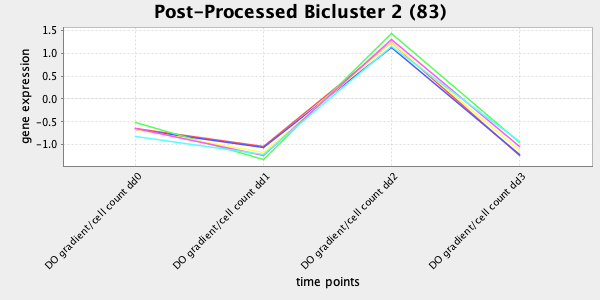 Post-Processed Bicluster 2 (83)
gene expression
1.5
1.0
0.5
0.0
-0.5
-1.0
DO gradient/cell count dd0
DO gradient/cell count dd1
DO gradient/cell count dd2
DO gradient/cell count dd3
time points